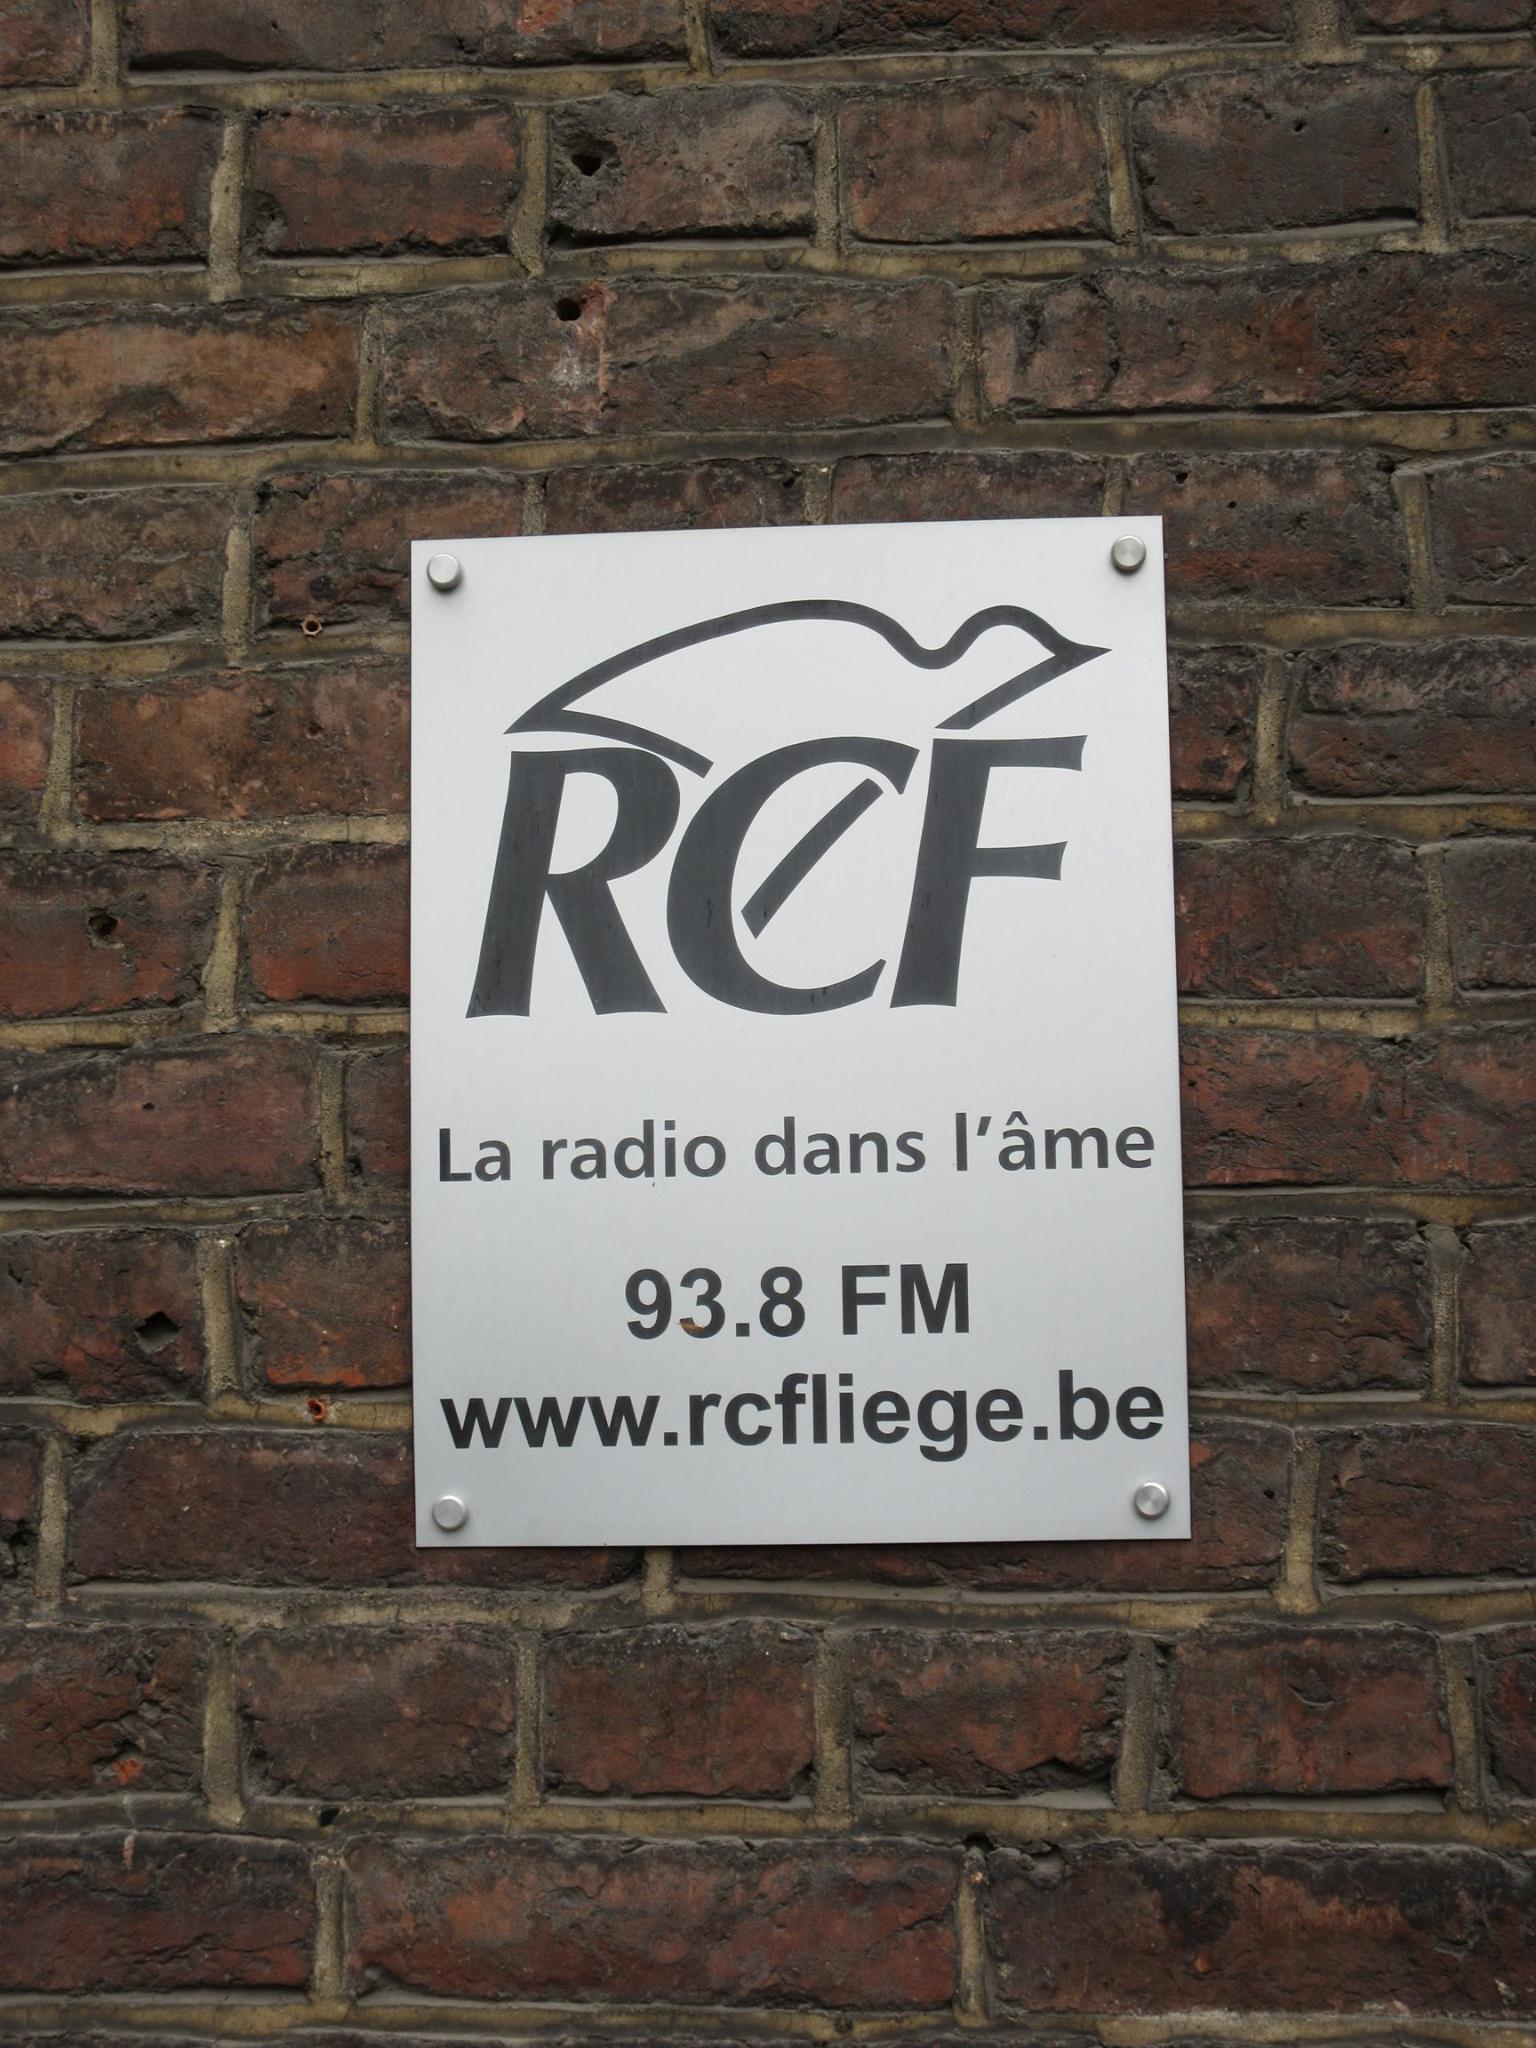 RCF
La radio dans l'âme
93.8 FM
www.rcfliege.be